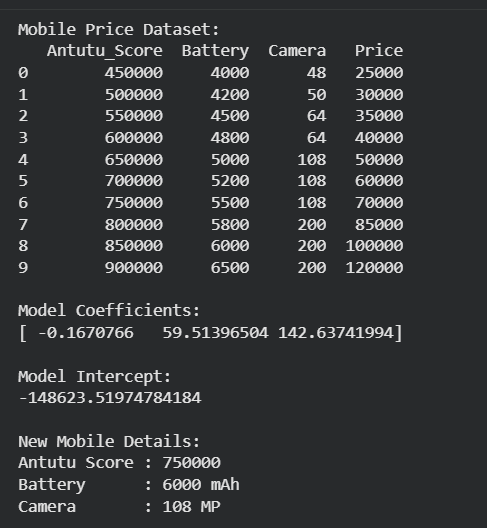 Mobile Price Dataset:
   Antutu_Score  Battery  Camera   Price
0        450000     4000      48   25000
1        500000     4200      50   30000
2        550000     4500      64   35000
3        600000     4800      64   40000
4        650000     5000     108   50000
5        700000     5200     108   60000
6        750000     5500     108   70000
7        800000     5800     200   85000
8        850000     6000     200  100000
9        900000     6500     200  120000
Model Coefficients:
[ -0.1670766   59.51396504 142.63741994]
Model Intercept:
-148623.51974784184
New Mobile Details:
Antutu Score : 750000
Battery      : 6000 mAh
Camera       : 108 MP